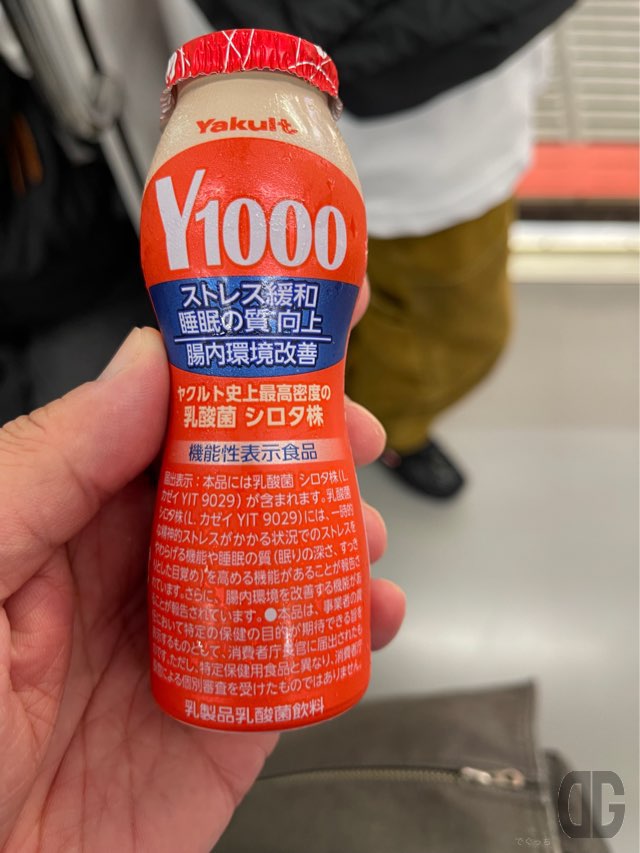 Yakult
Y1000
ストレス緩和
睡眠の質 向上
腸内環境改善
ヤクルト史上最高密度の
乳酸菌 シロタ株
機能性表示食品
届出表示：本品には乳酸菌 シロタ株(L.
カゼイ YIT 9029) が含まれます。乳酸菌
シロタ株(L. カゼイ YIT 9029)には、一時的
な精神的ストレスがかかる状況でのストレスを
やわらげる機能や睡眠の質（眠りの深さ、すっき
りとした目覚め）を高める機能があることが報告さ
れています。さらに、腸内環境を改善する機能があ
ことが報告されています。●本品は、事業者の責
において特定の保健の目的が期待できる旨を
表示するものとして、消費者庁長官に届出されたも
です。ただし、特定保健用食品と異なり、消費者庁
による個別審査を受けたものではありません。
乳製品乳酸菌飲料
でぐっち
DG